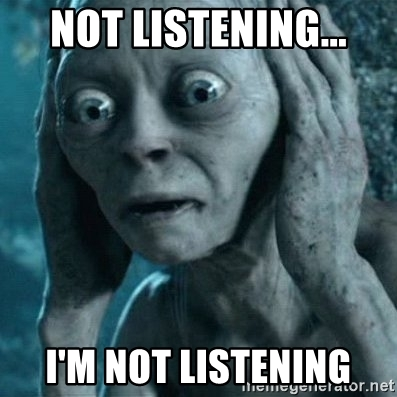 NOT LISTENING...
I'M NOT LISTENING
memegenerator.net